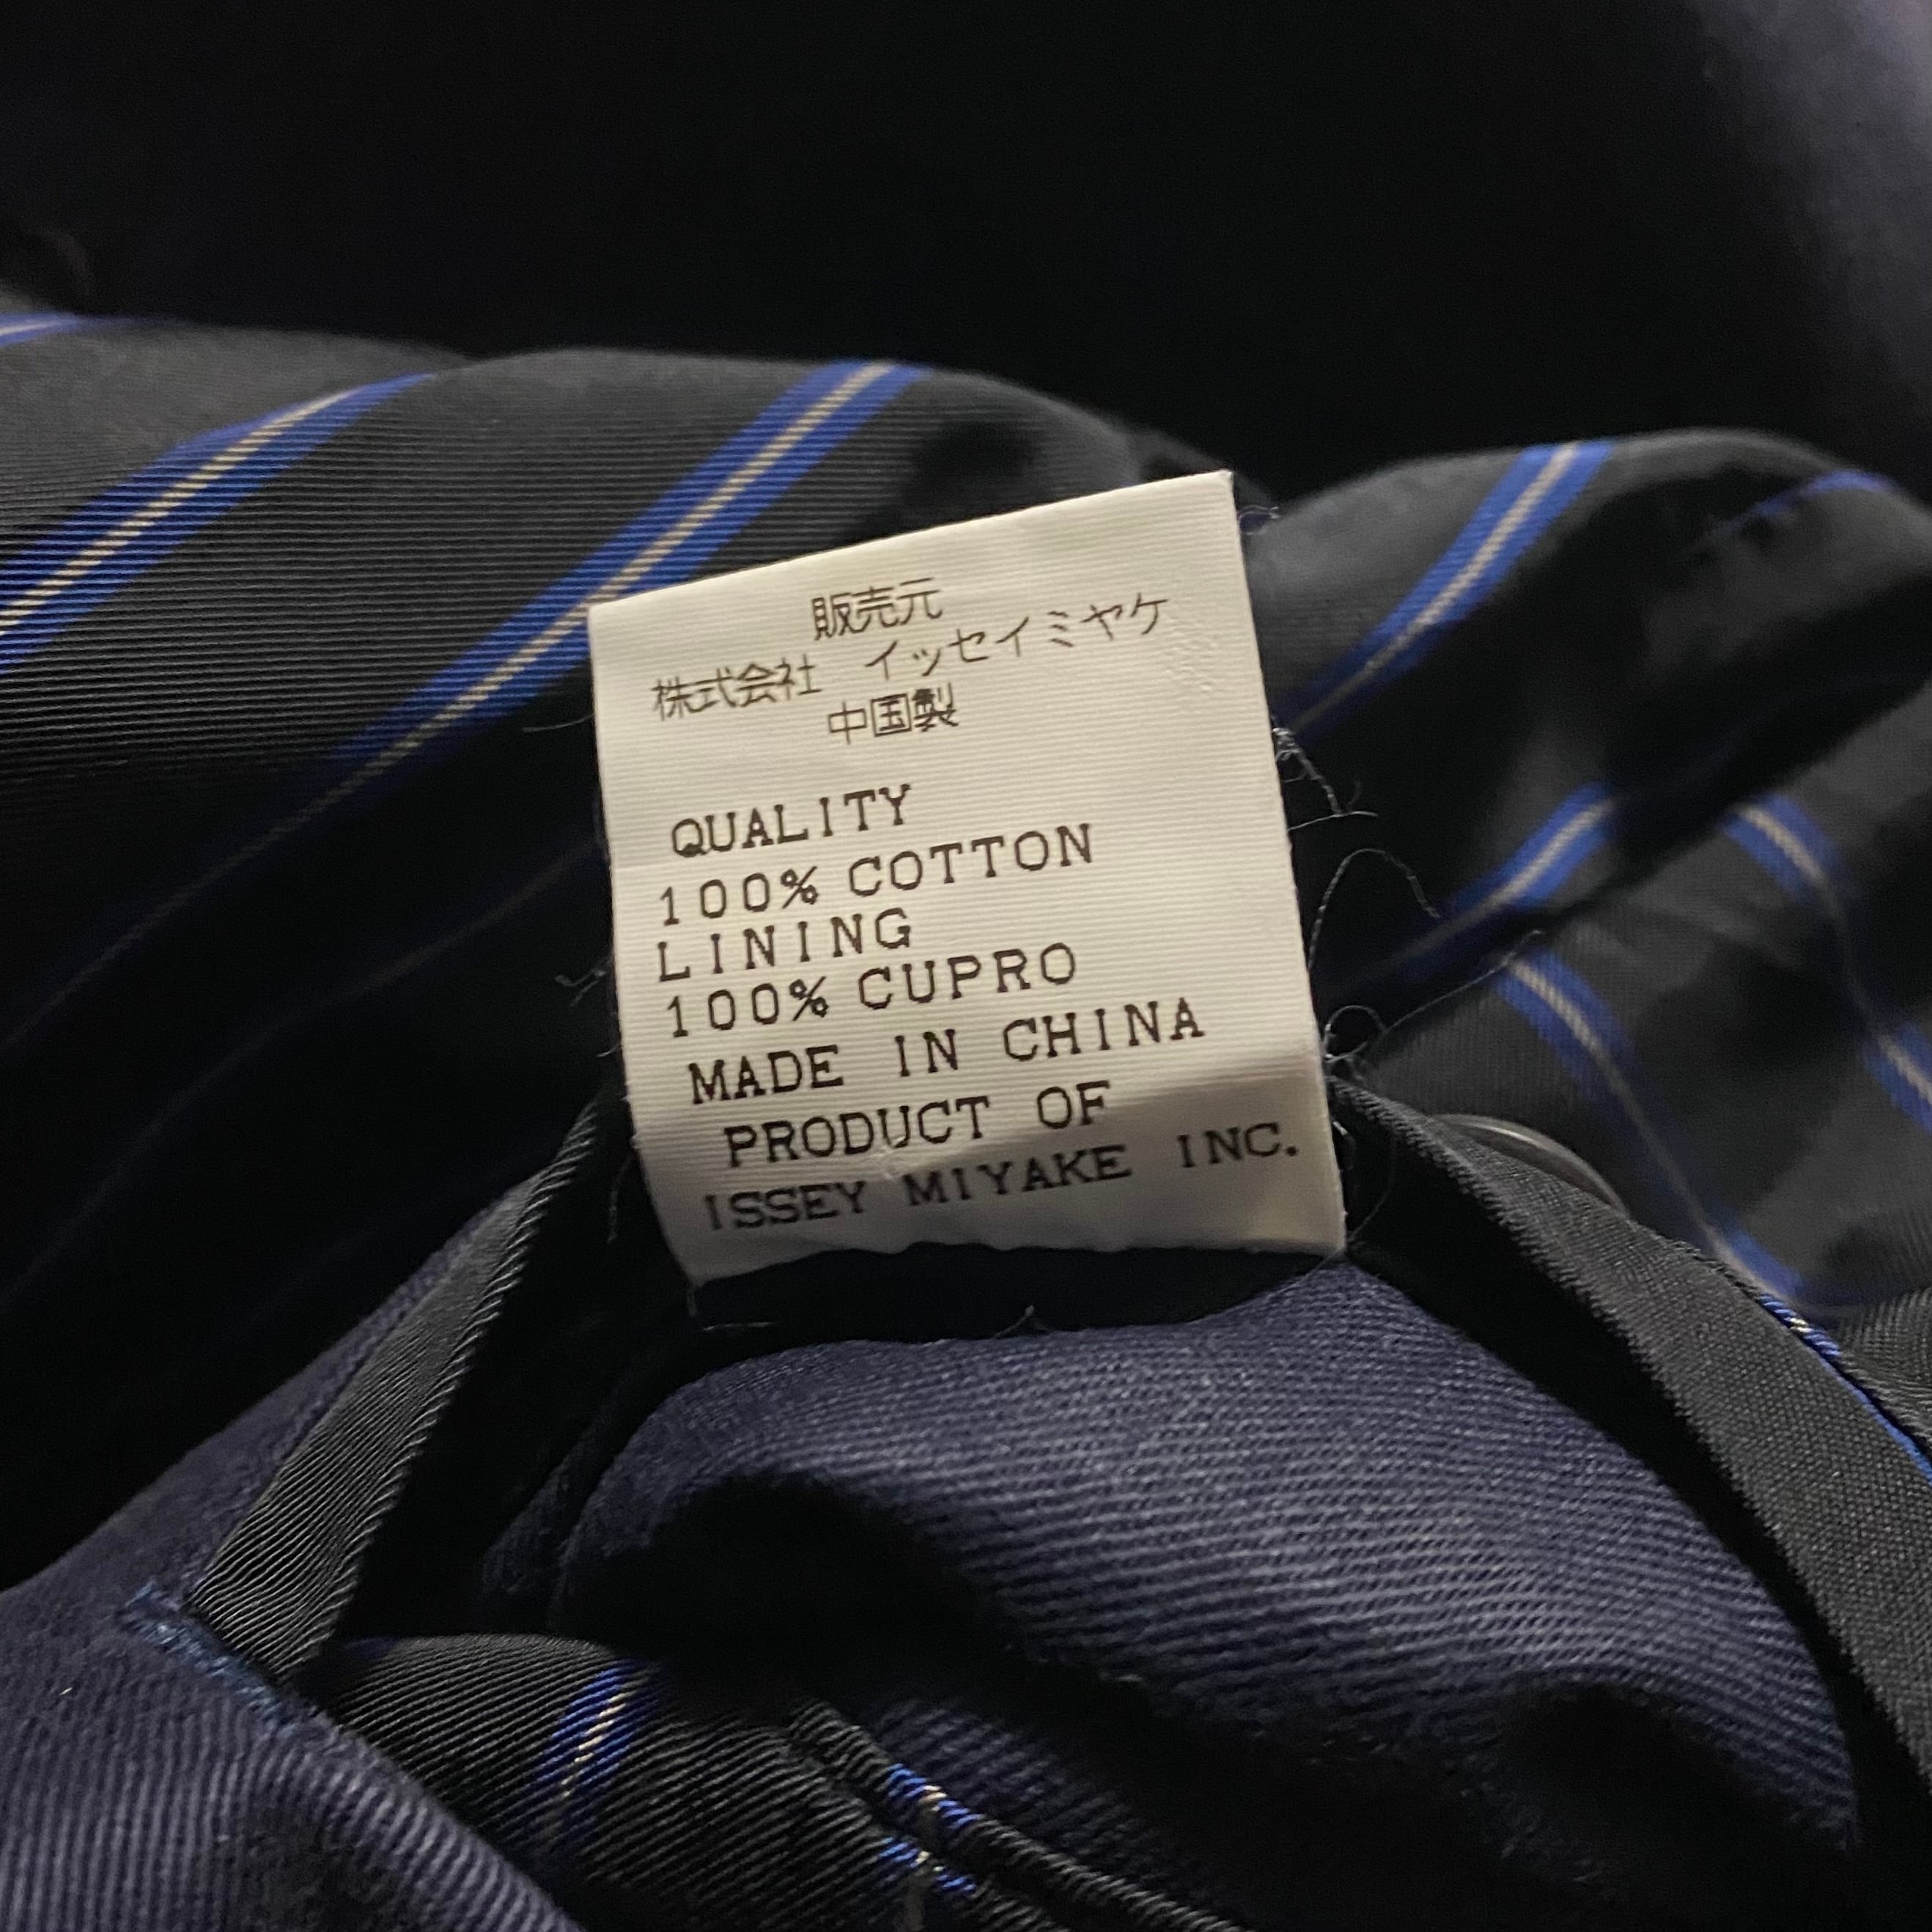 販売元
株式会社 イッセイミヤケ
中国製
QUALITY
100% COTTON
LINING
100% CUPRO
MADE IN CHINA
PRODUCT OF
ISSEY MIYAKE INC.